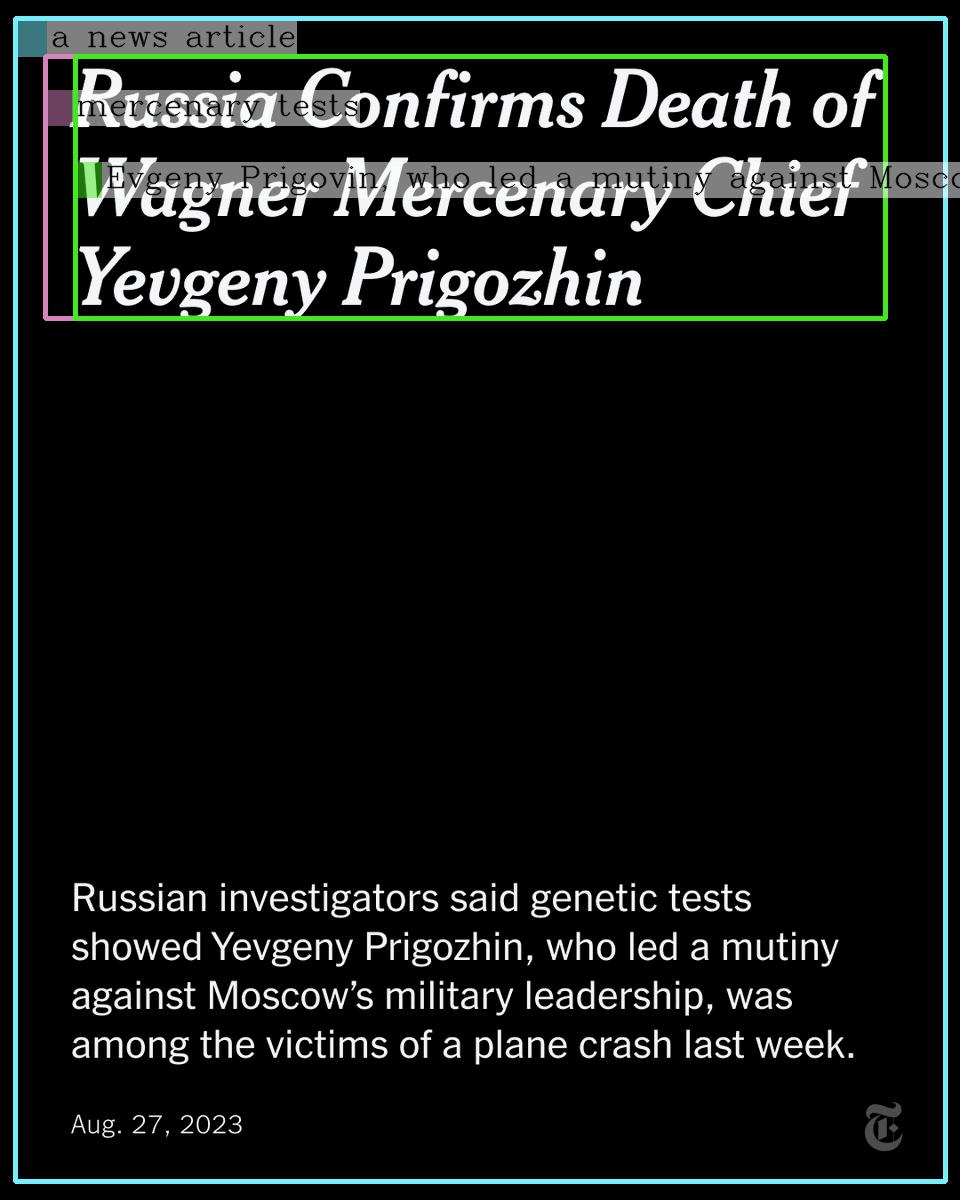 a news article
Russia Confirms Death of
mercenary tests
Evgeny Prigovin, who led a mutiny against
Wagner Mercenary Chief
Yevgeny Prigozhin
Russian investigators said genetic tests
showed Yevgeny Prigozhin, who led a mutiny
against Moscow’s military leadership, was
among the victims of a plane crash last week.
Aug. 27, 2023
T